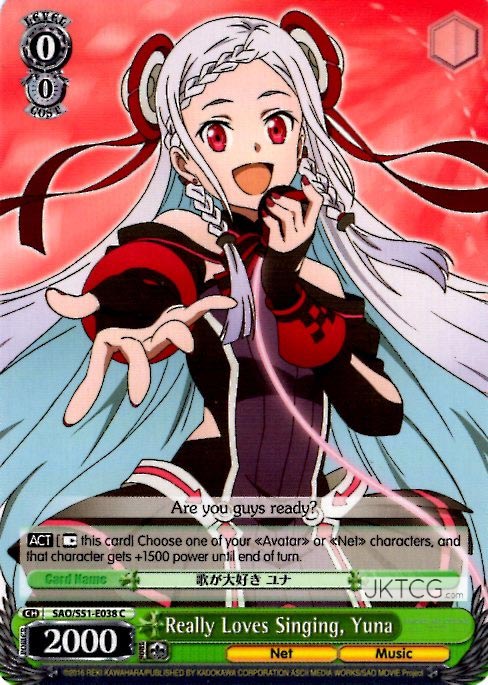 LEVEL
0
0
COST
Are you guys ready?
ACT [ this card] Choose one of your «Avatar» or «Net» characters, and
that character gets +1500 power until end of turn.
Card Name
歌が大好き ユナ
JKTCG.com
CH SAO/S51-E038 C
Really Loves Singing, Yuna
POWER
2000
SOUL
Net
Music
©2016 REKI KAWAHARA/PUBLISHED BY KADOKAWA CORPORATION ASCII MEDIA WORKS/SAO MOVIE Project